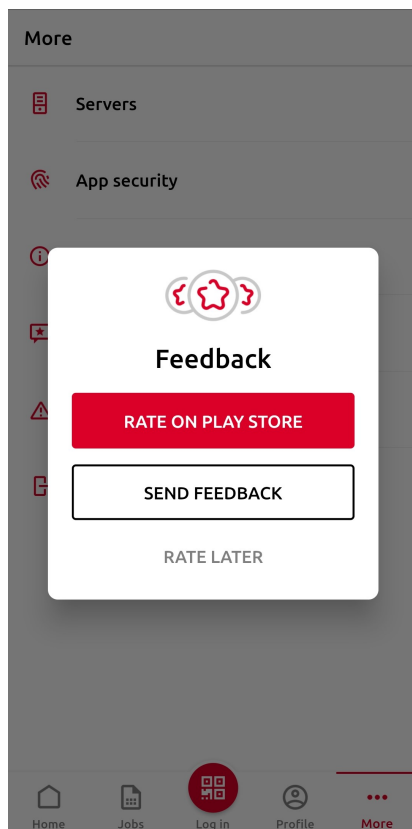 More
Servers
App security
Feedback
RATE ON PLAY STORE
SEND FEEDBACK
RATE LATER
Home
Jobs
Log in
Profile
More